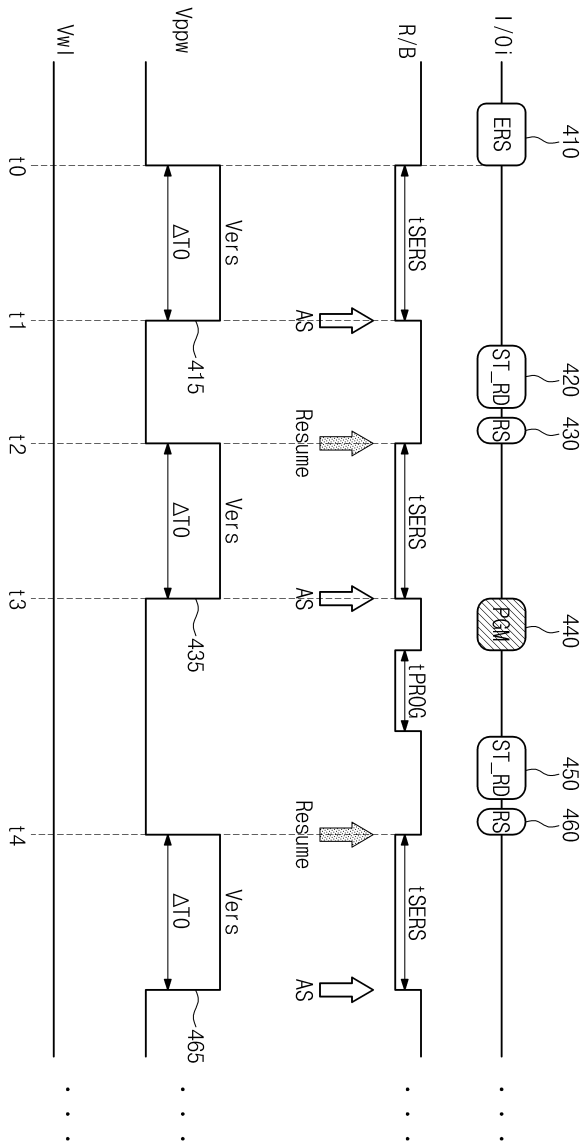 410
420
430
440
450
460
I/Oi
ERS
ST_RD
RS
PGM
ST_RD
RS
R/B
tSERS
tSERS
tPROG
tSERS
AS
Resume
AS
Resume
AS
Vppw
Vers
Vers
Vers
ΔT0
ΔT0
ΔT0
415
435
465
Vwl
t0
t1
t2
t3
t4